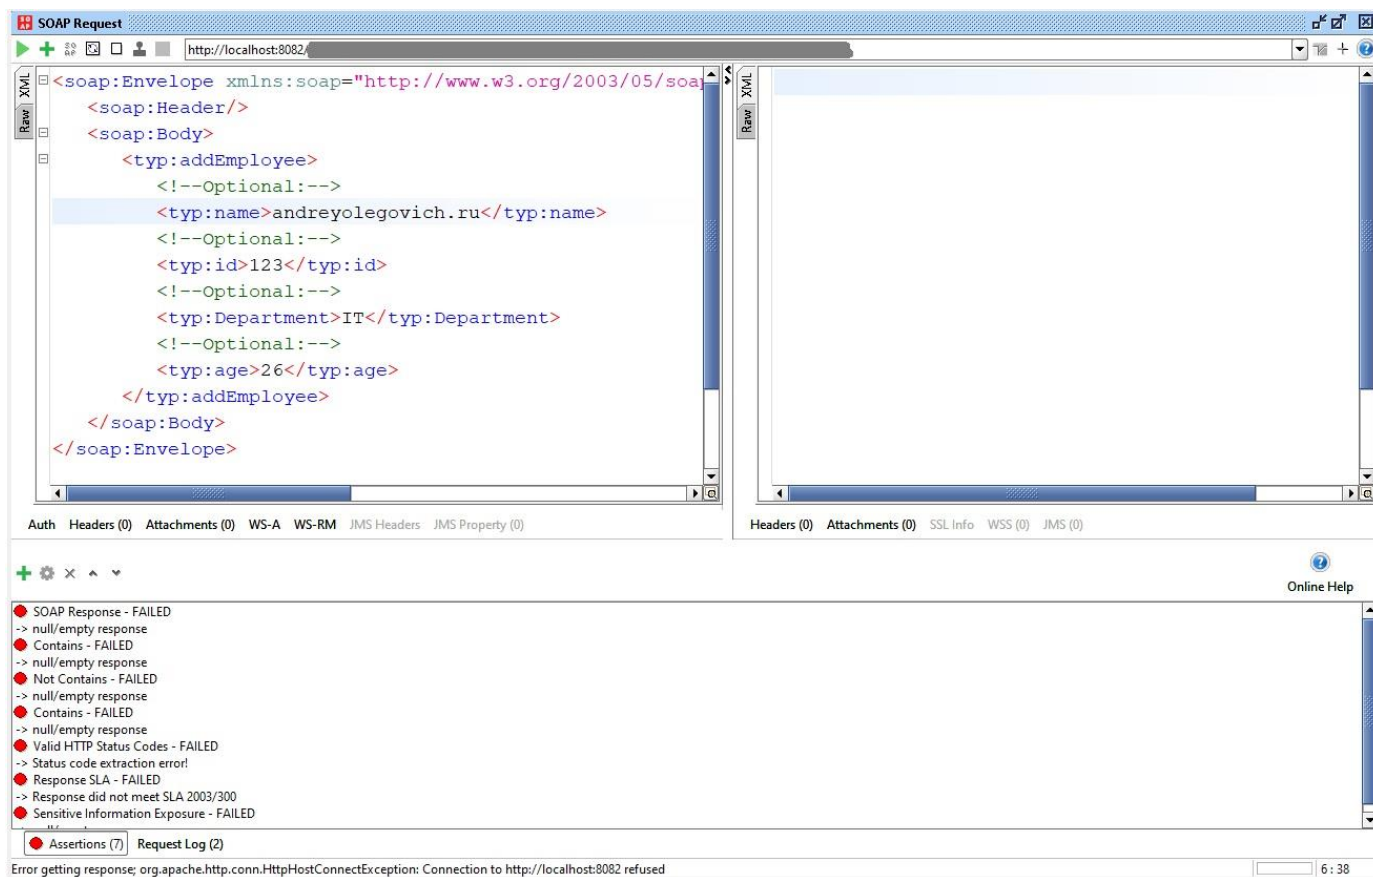 SOAP Request
http://localhost:8082/
XML
Raw
<soap:Envelope xmlns:soap="http://www.w3.org/2003/05/soap
<soap:Header/>
<soap:Body>
<typ:addEmployee>
<!--Optional:-->
<typ:name>andreyolegovich.ru</typ:name>
<!--Optional:-->
<typ:id>123</typ:id>
<!--Optional:-->
<typ:Department>IT</typ:Department>
<!--Optional:-->
<typ:age>26</typ:age>
</typ:addEmployee>
</soap:Body>
</soap:Envelope>
XML
Raw
Auth Headers (0) Attachments (0) WS-A WS-RM JMS Headers JMS Property (0)
Headers (0) Attachments (0) SSL Info WSS (0) JMS (0)
Online Help
SOAP Response - FAILED
-> null/empty response
Contains - FAILED
-> null/empty response
Not Contains - FAILED
-> null/empty response
Contains - FAILED
-> null/empty response
Valid HTTP Status Codes - FAILED
-> Status code extraction error!
Response SLA - FAILED
-> Response did not meet SLA 2003/300
Sensitive Information Exposure - FAILED
Assertions (7) Request Log (2)
Error getting response; org.apache.http.conn.HttpHostConnectException: Connection to http://localhost:8082 refused
6 : 38